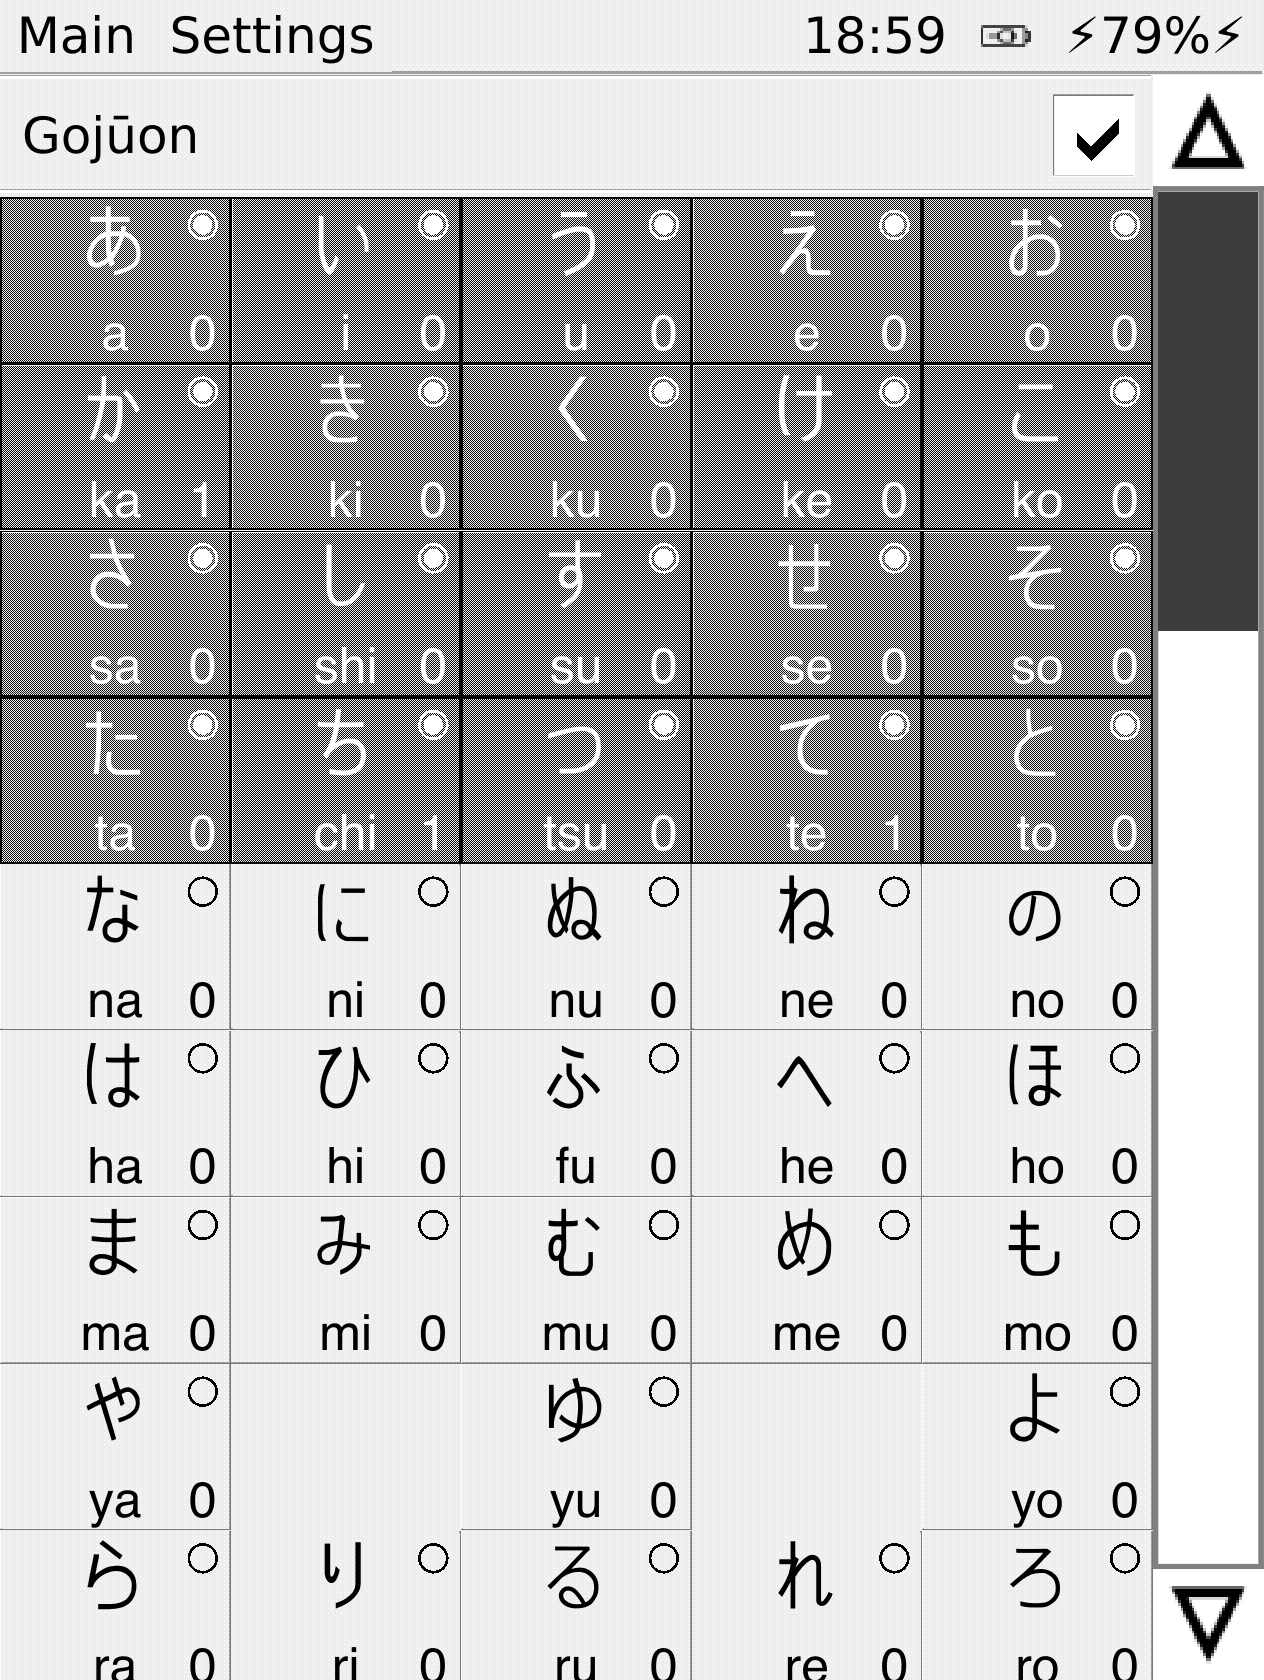 Main Settings 18:59 ⚡79%⚡
Gojūon
あ い う え お
a 0 i 0 u 0 e 0 o 0
か き く け こ
ka 1 ki 0 ku 0 ke 0 ko 0
さ し す せ そ
sa 0 shi 0 su 0 se 0 so 0
た ち つ て と
ta 0 chi 1 tsu 0 te 1 to 0
な に ぬ ね の
na 0 ni 0 nu 0 ne 0 no 0
は ひ ふ へ ほ
ha 0 hi 0 fu 0 he 0 ho 0
ま み む め も
ma 0 mi 0 mu 0 me 0 mo 0
や ゆ よ
ya 0 yu 0 yo 0
ら り る れ ろ
ra 0 ri 0 ru 0 re 0 ro 0